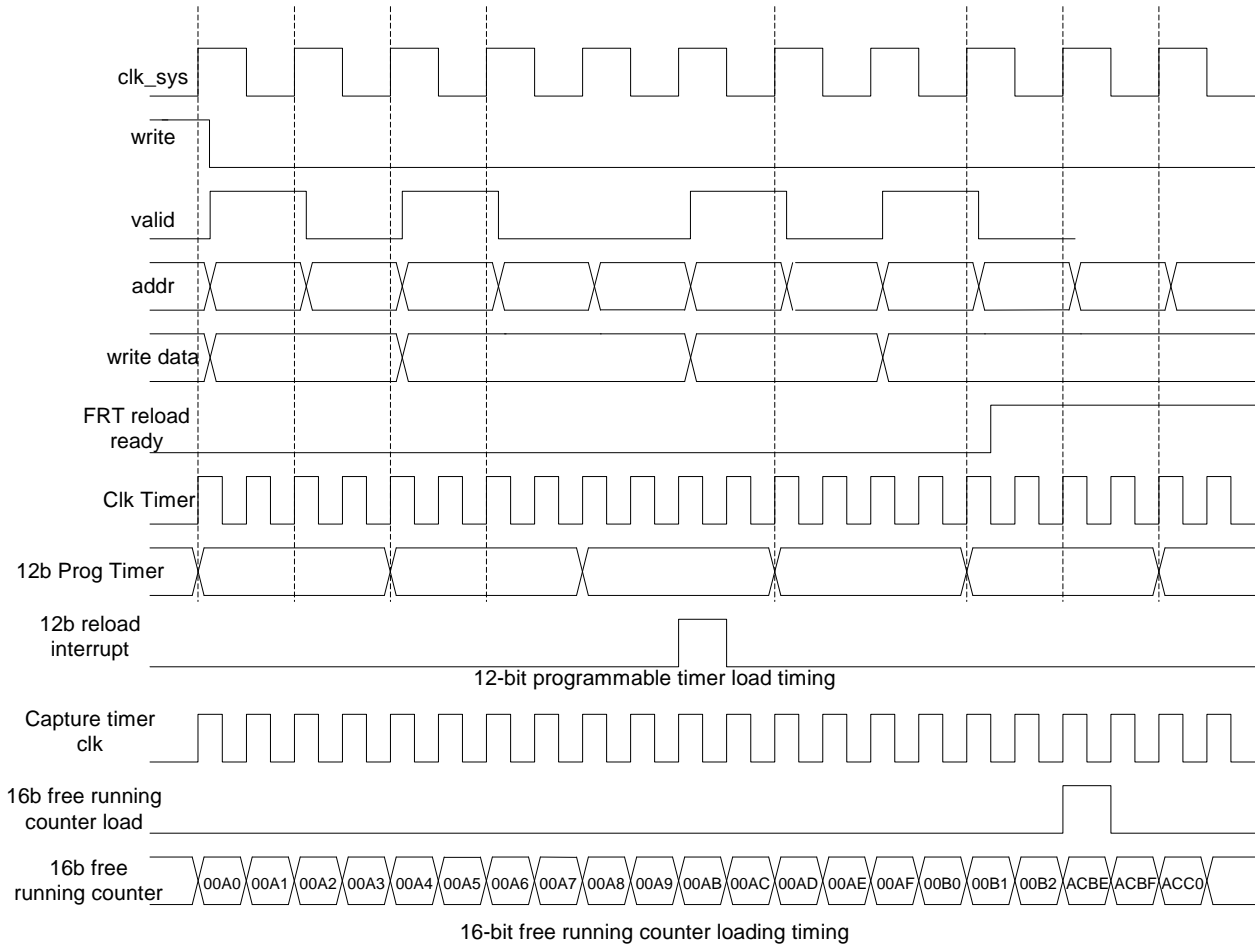 clk_sys
write
valid
addr
write data
FRT reload
ready
Clk Timer
12b Prog Timer
12b reload
interrupt
12-bit programmable timer load timing
Capture timer
clk
16b free running
counter load
16b free
running counter
00A0 00A1 00A2 00A3 00A4 00A5 00A6 00A7 00A8 00A9 00AB 00AC 00AD 00AE 00AF 00B0 00B1 00B2 ACBE ACBF ACC0
16-bit free running counter loading timing